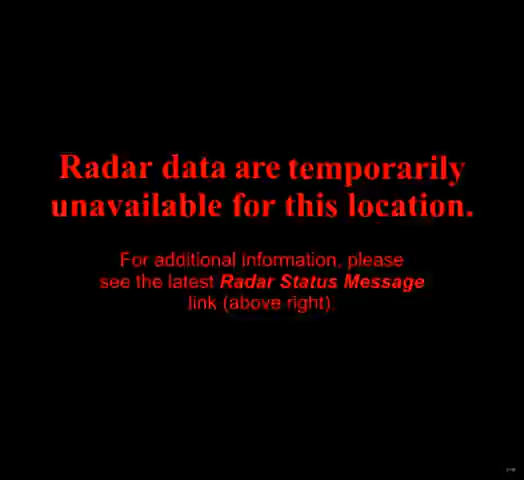 Radar data are temporarily
unavailable for this location.
For additional information, please
see the latest Radar Status Message
link (above right).